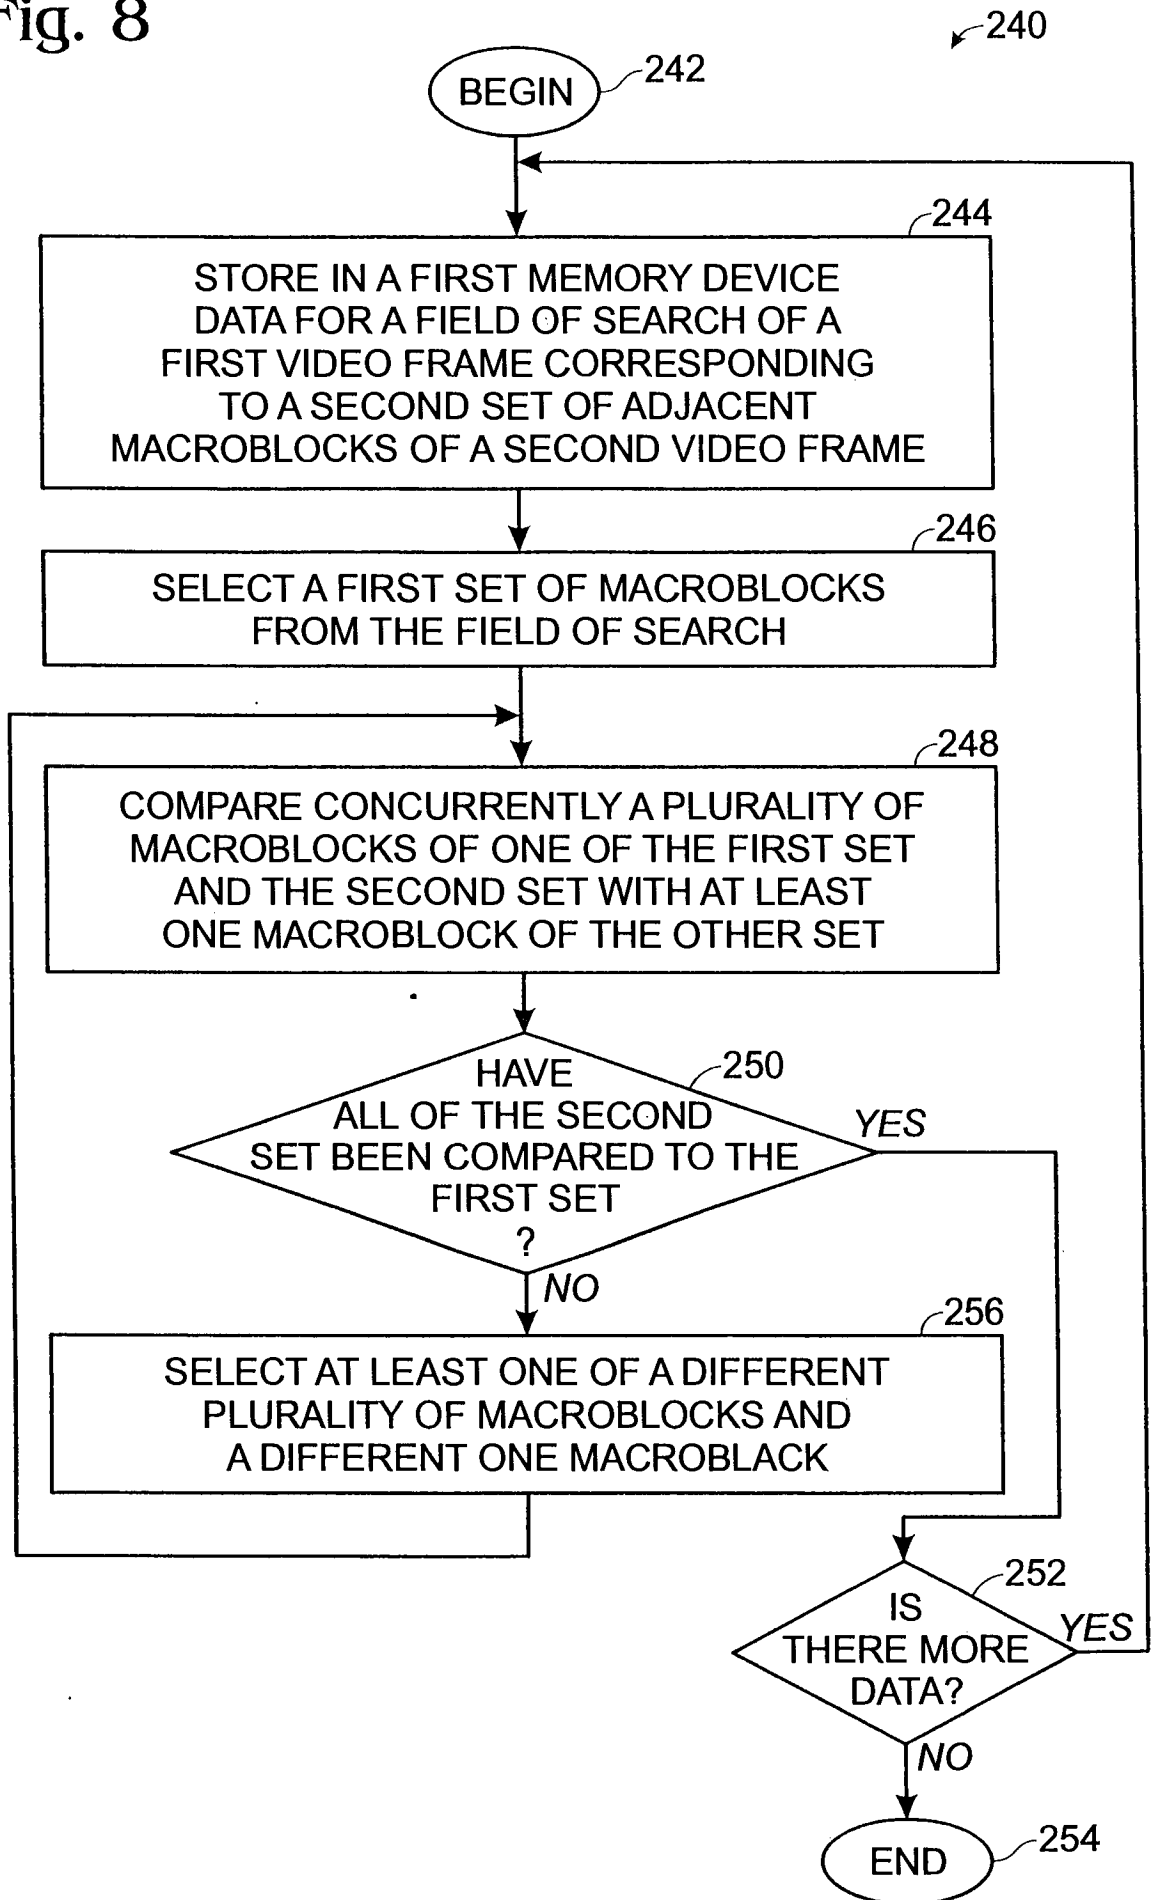 Fig. 8
240
BEGIN
242
244
STORE IN A FIRST MEMORY DEVICE
DATA FOR A FIELD OF SEARCH OF A
FIRST VIDEO FRAME CORRESPONDING
TO A SECOND SET OF ADJACENT
MACROBLOCKS OF A SECOND VIDEO FRAME
246
SELECT A FIRST SET OF MACROBLOCKS
FROM THE FIELD OF SEARCH
248
COMPARE CONCURRENTLY A PLURALITY OF
MACROBLOCKS OF ONE OF THE FIRST SET
AND THE SECOND SET WITH AT LEAST
ONE MACROBLOCK OF THE OTHER SET
250
HAVE
ALL OF THE SECOND
SET BEEN COMPARED TO THE
FIRST SET
?
YES
NO
256
SELECT AT LEAST ONE OF A DIFFERENT
PLURALITY OF MACROBLOCKS AND
A DIFFERENT ONE MACROBLACK
252
IS
THERE MORE
DATA?
YES
NO
END
254